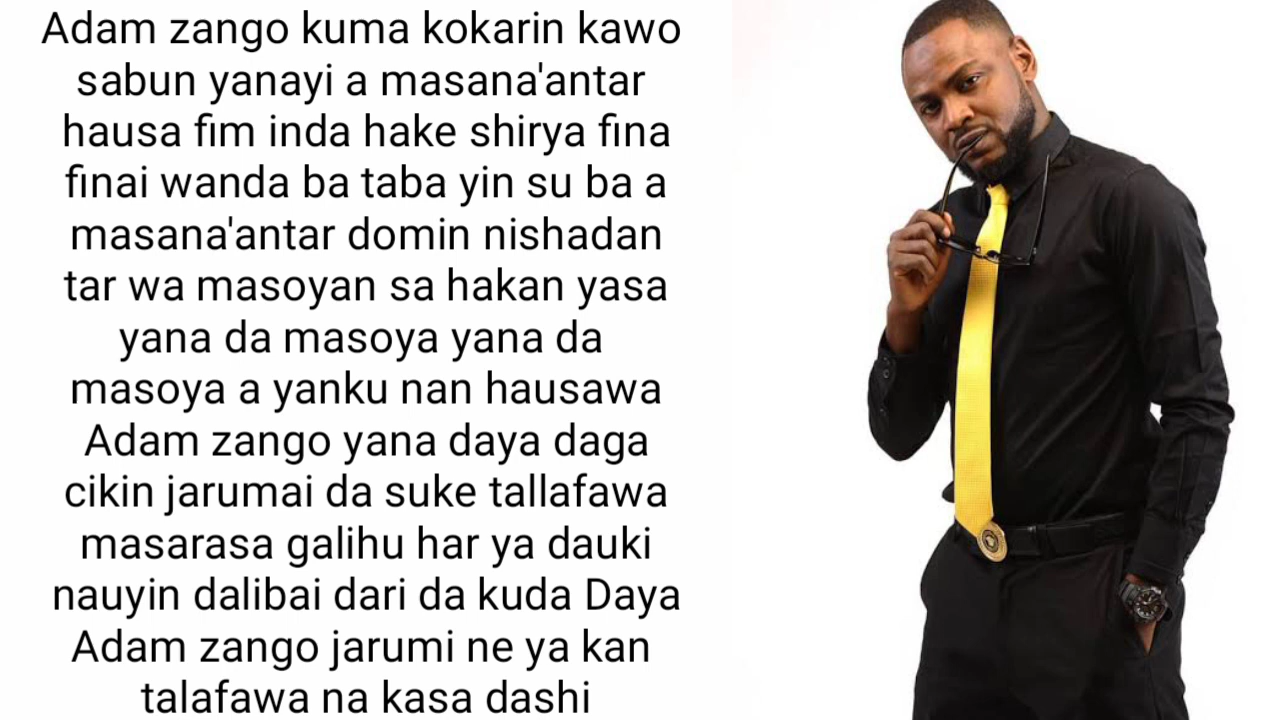 Adam zango kuma kokarin kawo
sabun yanayi a masana'antar
hausa fim inda hake shirya fina
finai wanda ba taba yin su ba a
masana'antar domin nishadan
tar wa masoyan sa hakan yasa
yana da masoya yana da
masoya a yanku nan hausawa
Adam zango yana daya daga
cikin jarumai da suke tallafawa
masarasa galihu har ya dauki
nauyin dalibai dari da kuda Daya
Adam zango jarumi ne ya kan
talafawa na kasa dashi